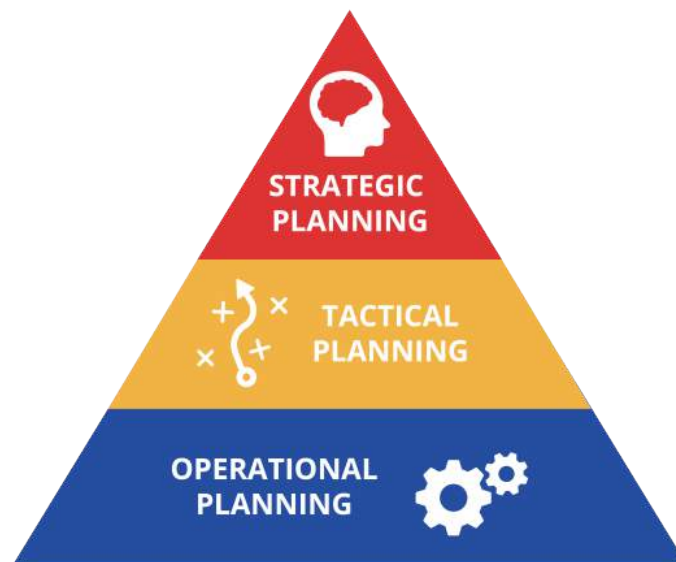 STRATEGIC
PLANNING
TACTICAL
PLANNING
OPERATIONAL
PLANNING